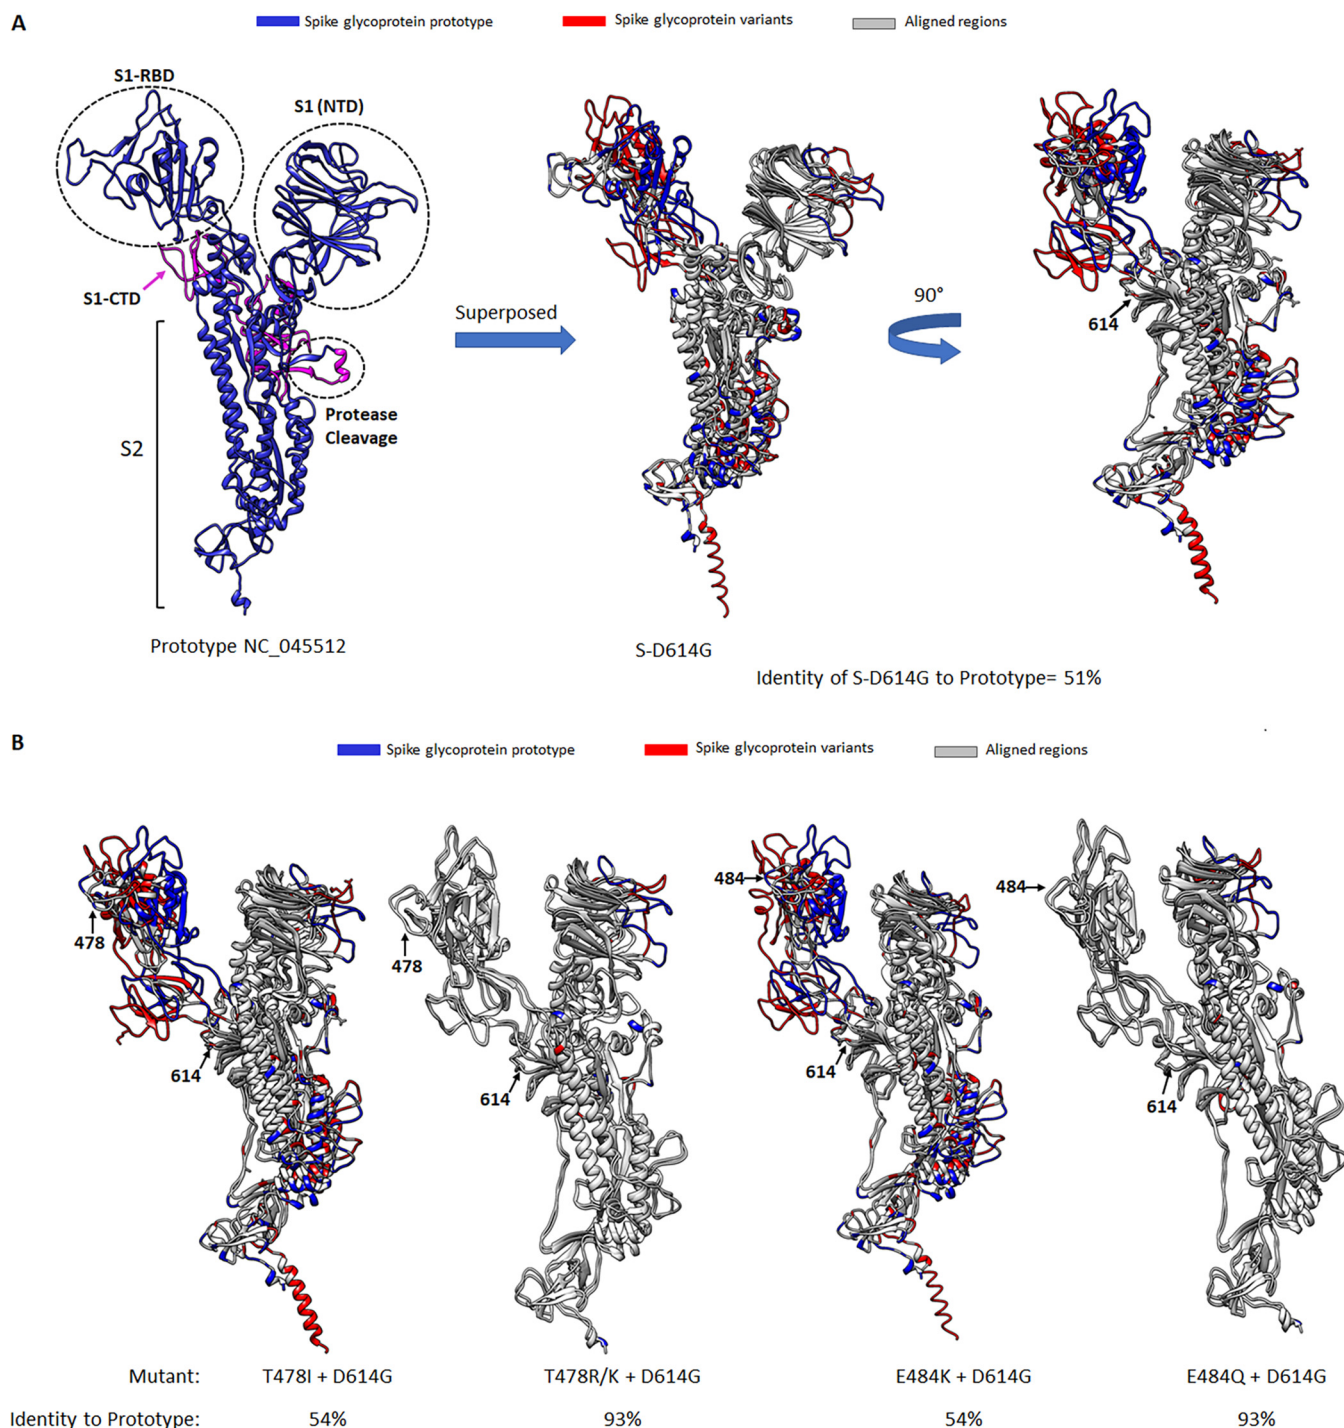 A
Spike glycoprotein prototype
Spike glycoprotein variants
Aligned regions
S1-RBD
S1 (NTD)
S1-CTD
S2
Protease
Cleavage
Superposed
90°
614
Prototype NC_045512
S-D614G
Identity of S-D614G to Prototype= 51%
B
Spike glycoprotein prototype
Spike glycoprotein variants
Aligned regions
478
614
478
614
484
614
484
614
Mutant: T478I + D614G T478R/K + D614G E484K + D614G E484Q + D614G
Identity to Prototype: 54% 93% 54% 93%